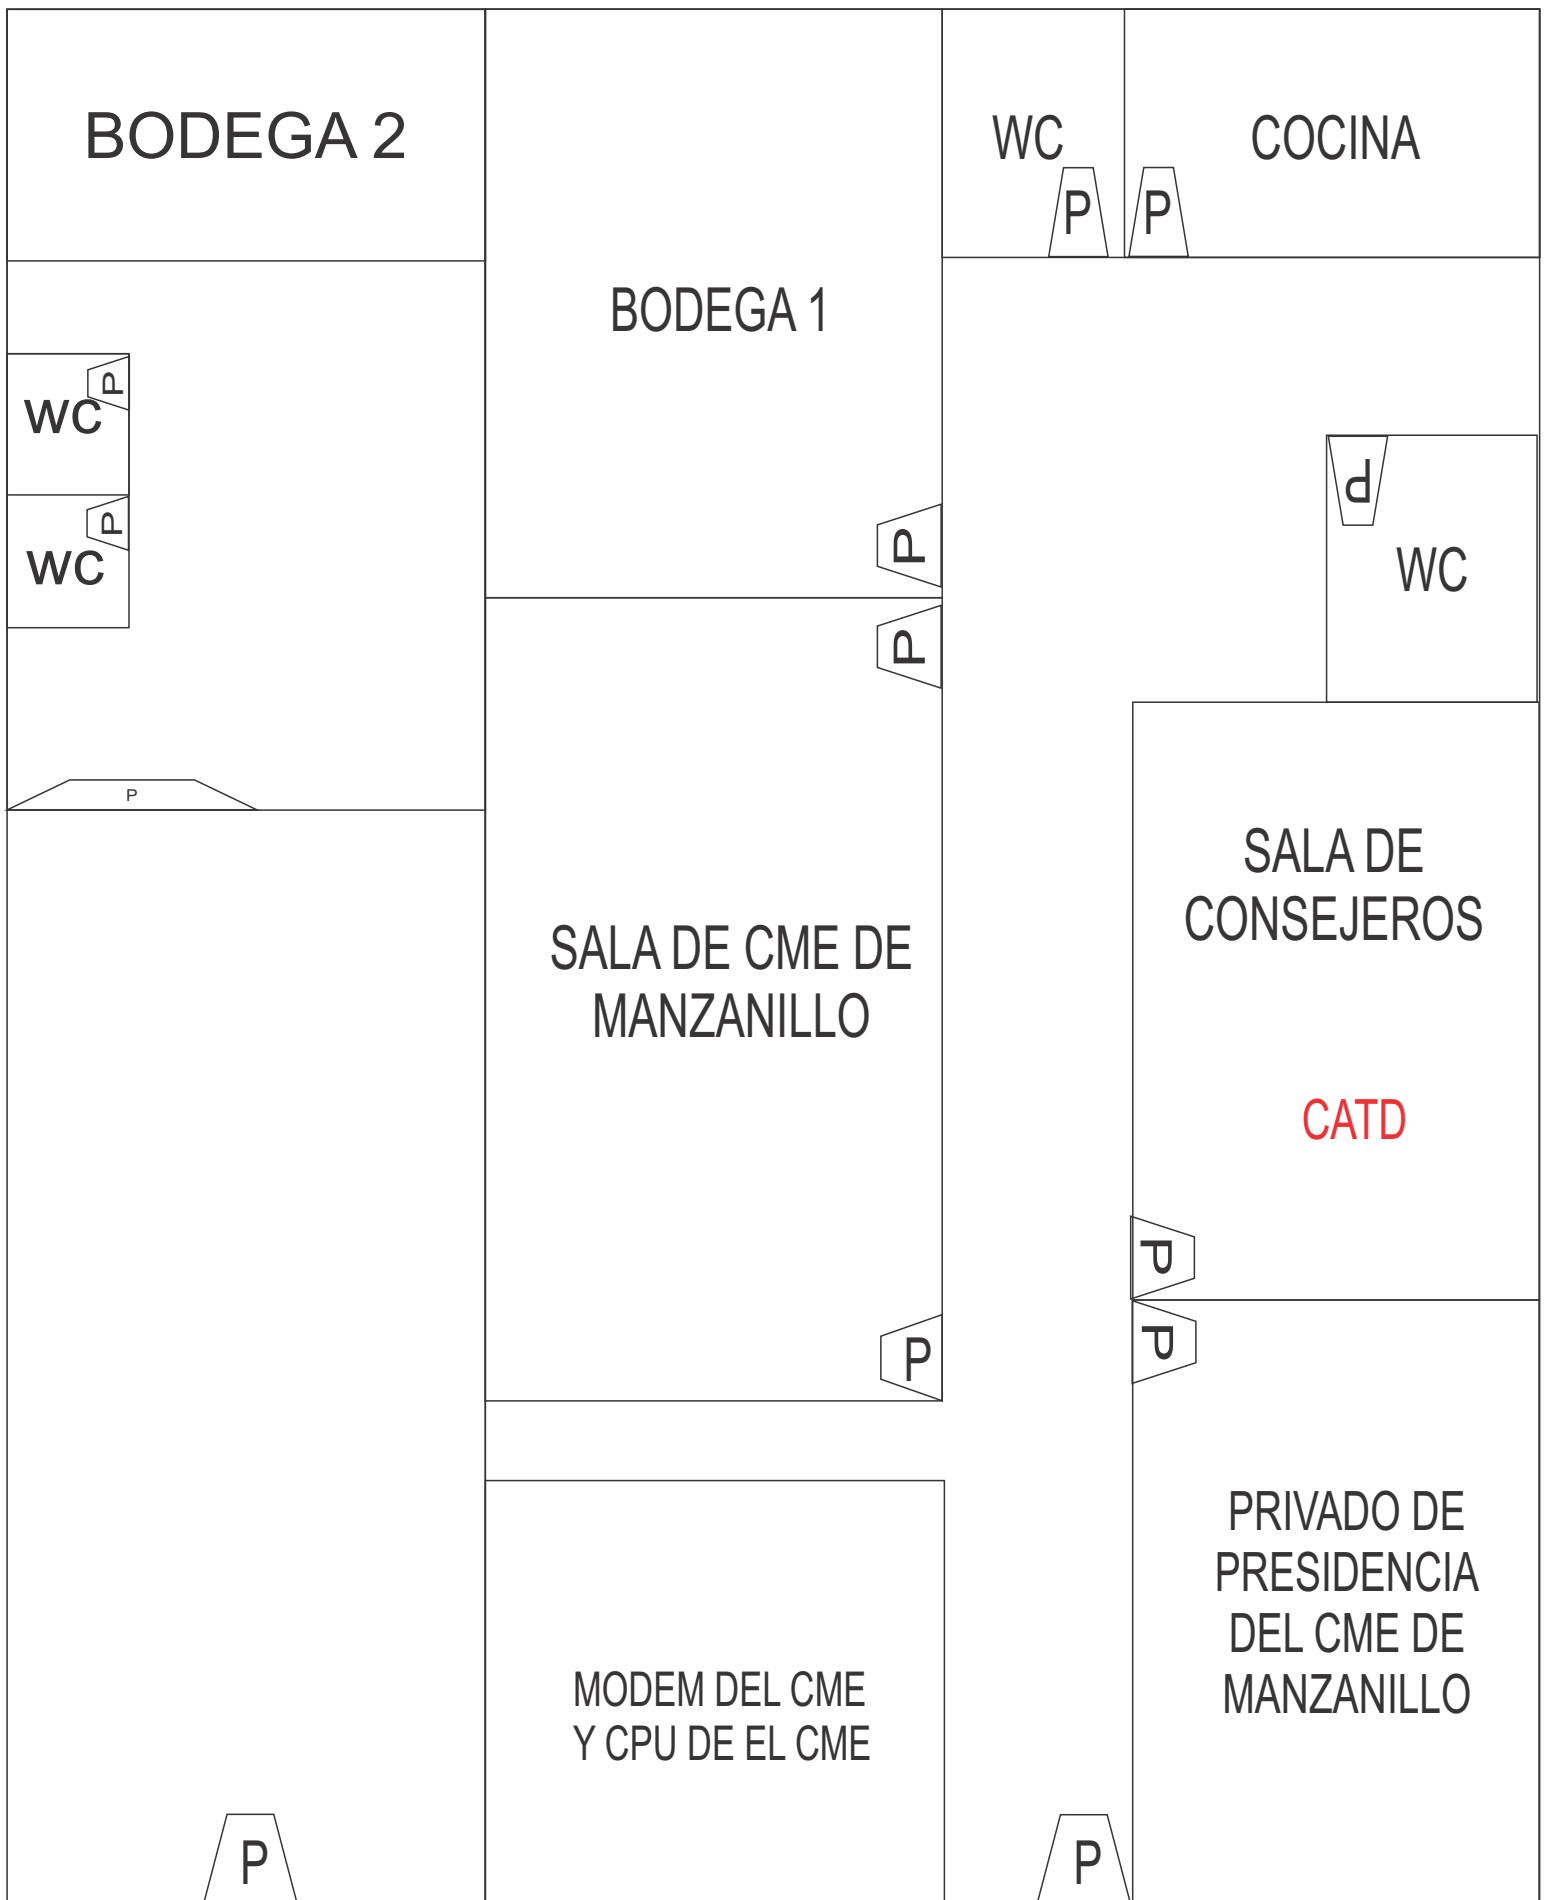 BODEGA 2
WC
COCINA
P
P
BODEGA 1
P
WC
P
WC
P
P
P
WC
P
SALA DE
CONSEJEROS
SALA DE CME DE
MANZANILLO
CATD
P
P
P
PRIVADO DE
PRESIDENCIA
DEL CME DE
MANZANILLO
MODEM DEL CME
Y CPU DE EL CME
P
P